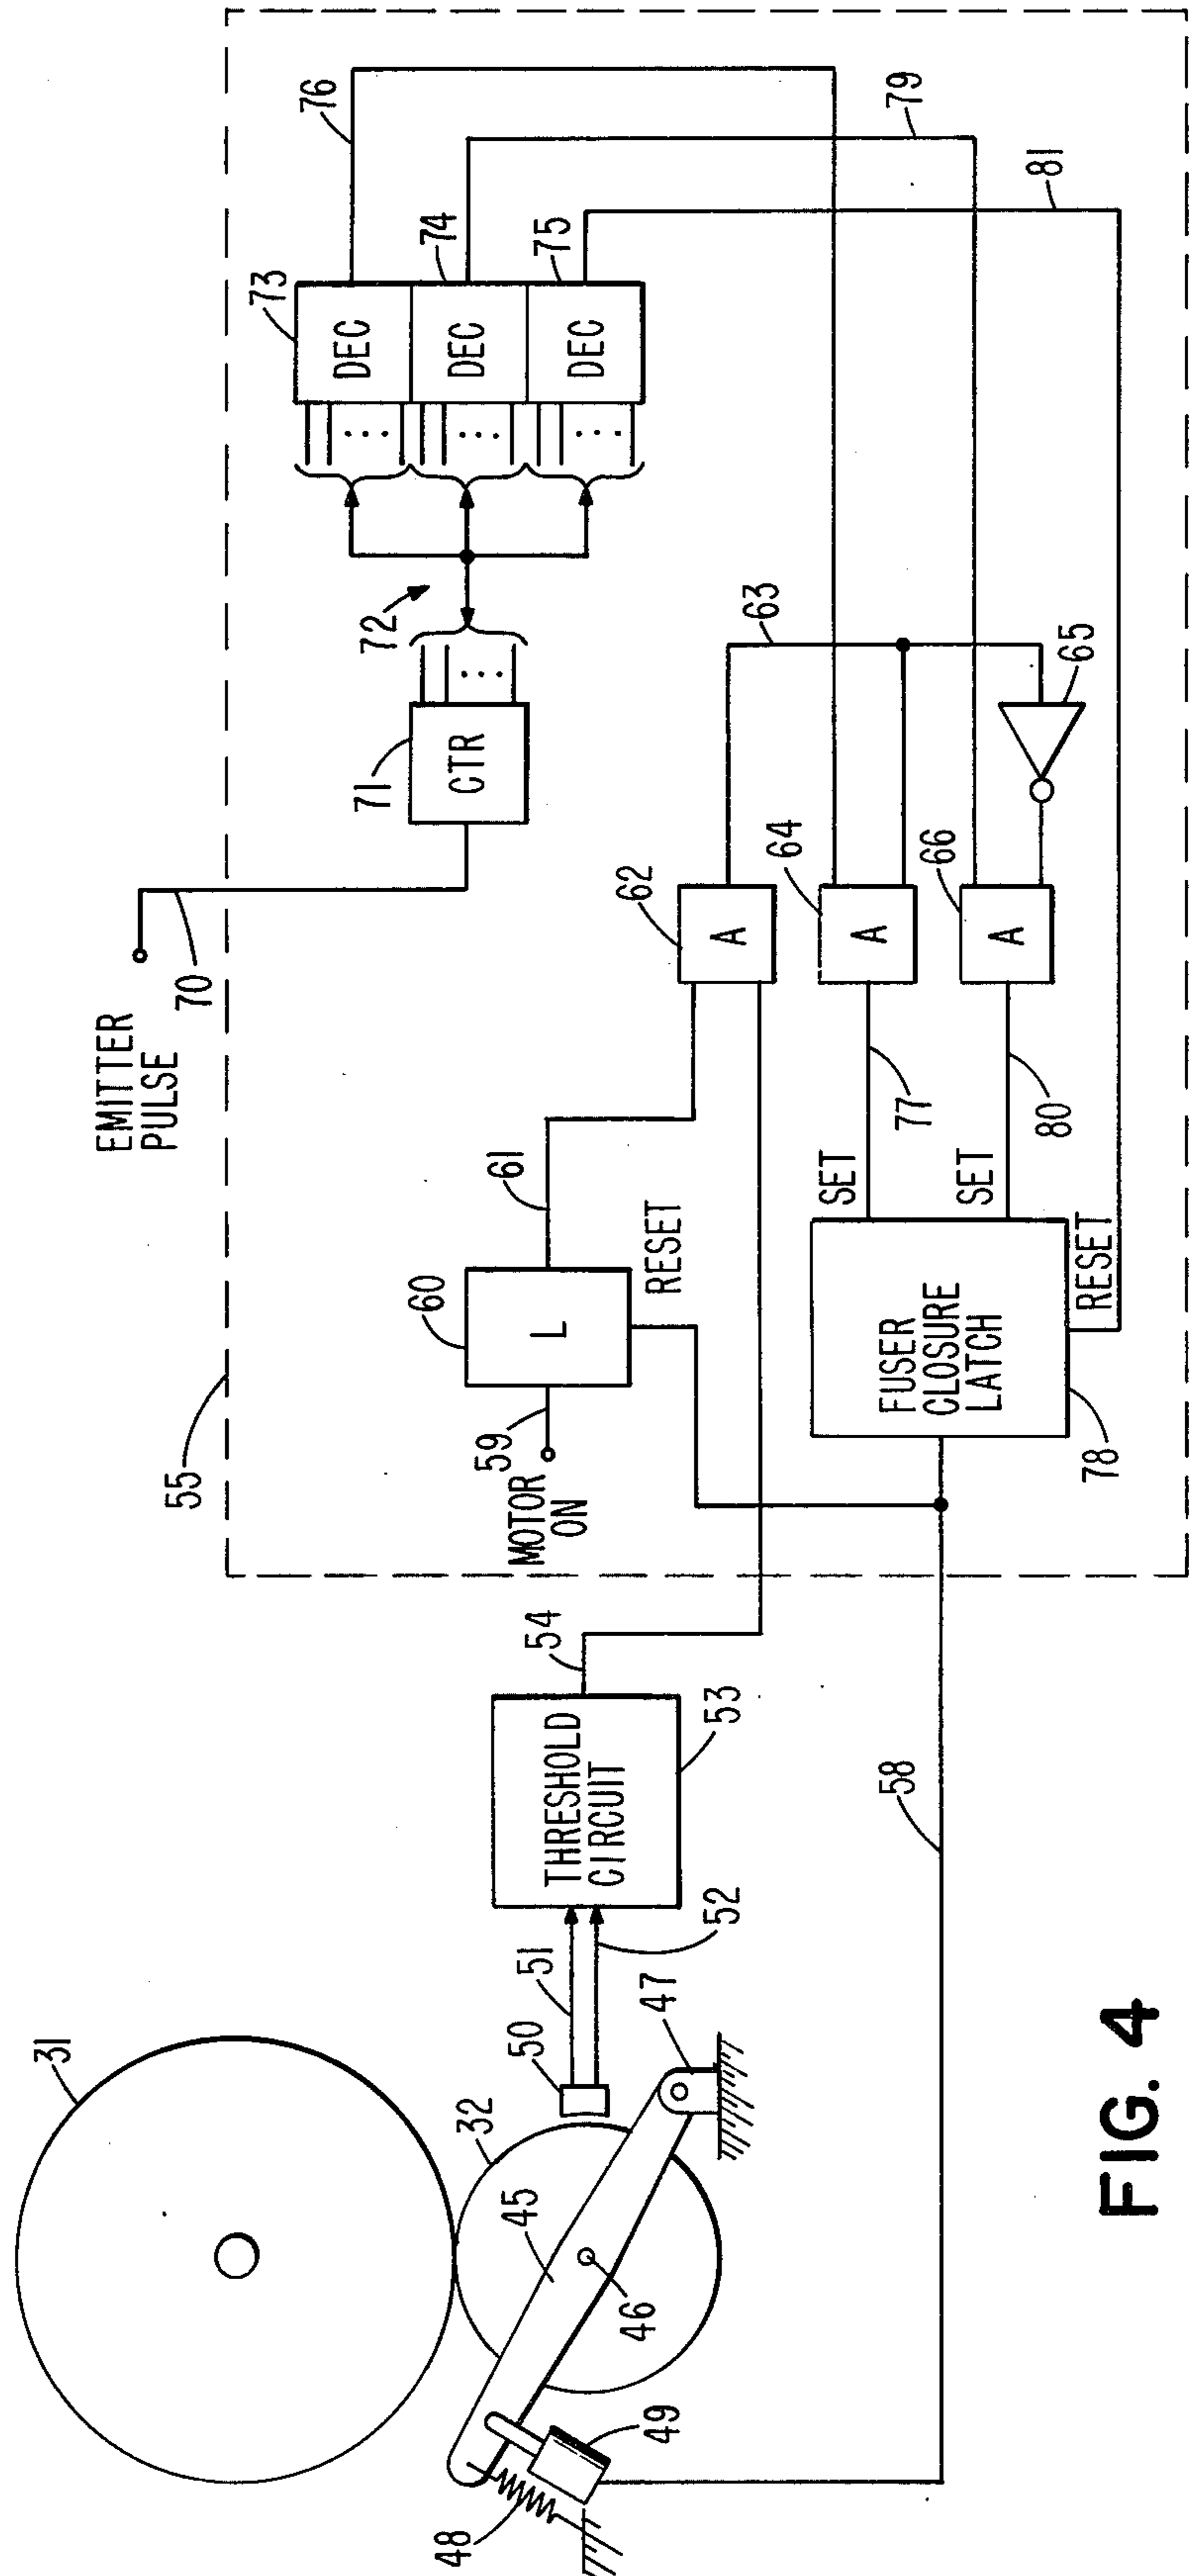 31
32
45
46
47
48
49
50
51
52
THRESHOLD
CIRCUIT
53
54
58
55
MOTOR
ON
59
60
L
RESET
61
62
A
63
64
A
65
66
A
EMITTER
PULSE
70
71
CTR
72
73
DEC
74
DEC
75
DEC
76
79
81
SET
77
SET
80
FUSER
CLOSURE
LATCH
RESET
78
FIG. 4